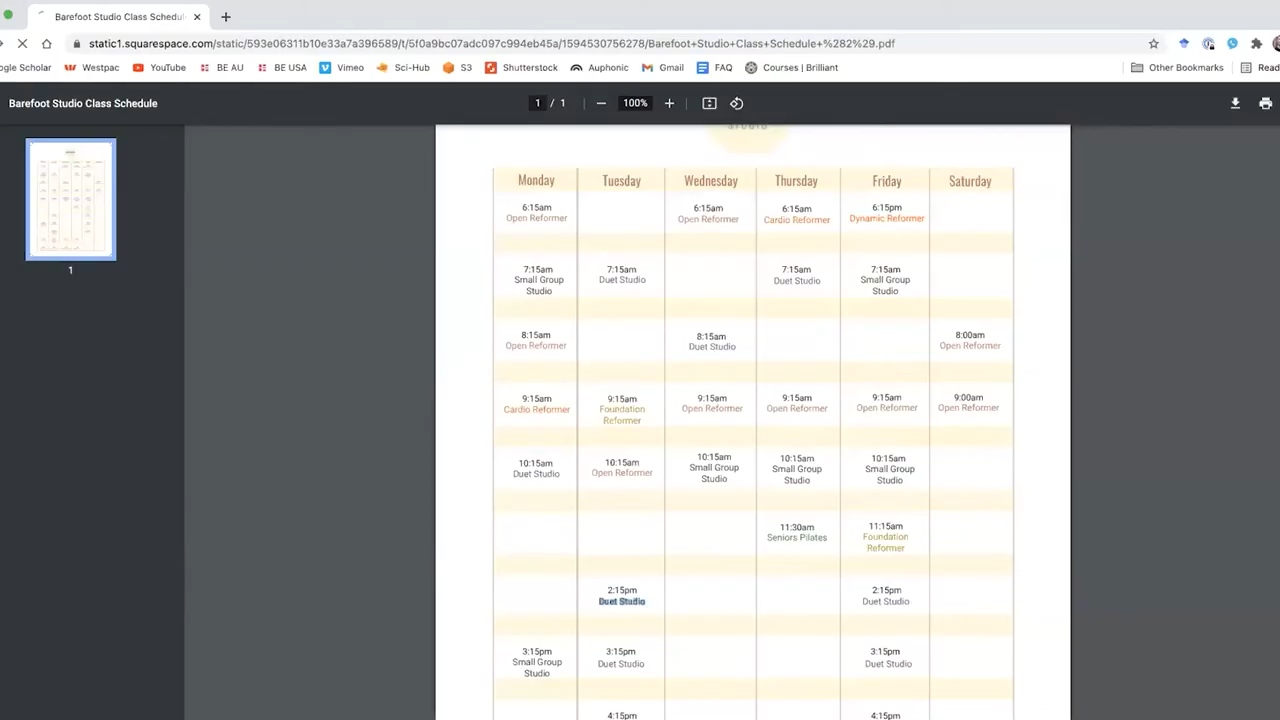 Barefoot Studio Class Schedul
static1.squarespace.com/static/593e06311b10e33a7a396589/t/5f0a9bc07adc097c994eb45a/1594530756278/Barefoot+Studio+Class+Schedule+%282%29.pdf
gle Scholar Westpac YouTube BE AU BE USA Vimeo Sci-Hub S3 Shutterstock Auphonic Gmail FAQ Courses | Brilliant Other Bookmarks Read
Barefoot Studio Class Schedule 1 / 1 100%
1
STUDIO
Monday Tuesday Wednesday Thursday Friday Saturday
6:15am 6:15am 6:15am 6:15pm
Open Reformer Open Reformer Cardio Reformer Dynamic Reformer
7:15am 7:15am 7:15am 7:15am
Small Group Duet Studio Duet Studio Small Group
Studio Studio
8:15am 8:15am 8:00am
Open Reformer Duet Studio Open Reformer
9:15am 9:15am 9:15am 9:15am 9:15am 9:00am
Cardio Reformer Foundation Open Reformer Open Reformer Open Reformer Open Reformer
Reformer
10:15am 10:15am 10:15am 10:15am 10:15am
Duet Studio Open Reformer Small Group Small Group Small Group
Studio Studio Studio
11:30am 11:15am
Seniors Pilates Foundation
Reformer
2:15pm 2:15pm
Duet Studio Duet Studio
3:15pm 3:15pm 3:15pm
Small Group Duet Studio Duet Studio
Studio
4:15pm 4:15pm